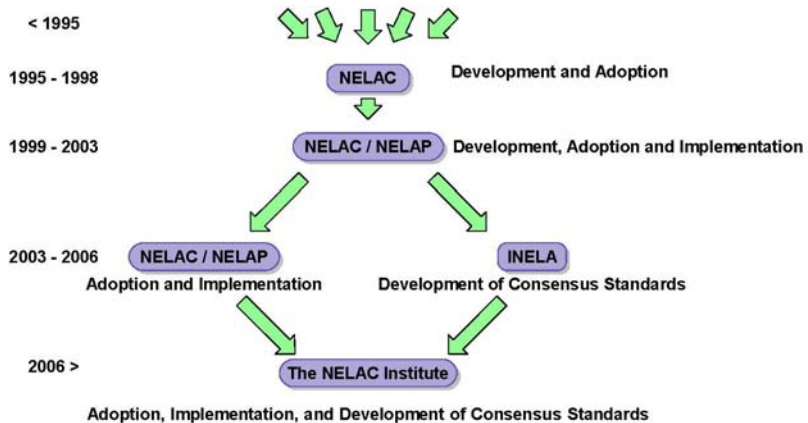 < 1995
1995 - 1998
NELAC
Development and Adoption
1999 - 2003
NELAC / NELAP
Development, Adoption and Implementation
2003 - 2006
NELAC / NELAP
INELA
Adoption and Implementation
Development of Consensus Standards
2006 >
The NELAC Institute
Adoption, Implementation, and Development of Consensus Standards